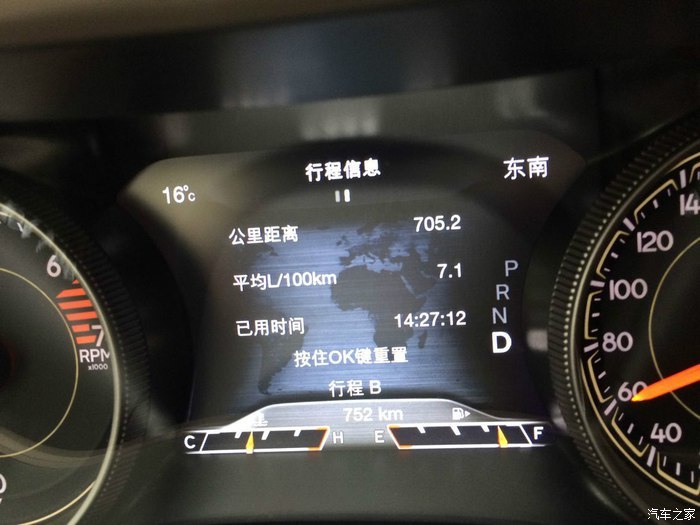 行程信息
16°C
东南
公里距离 705.2
平均L/100km 7.1
已用时间 14:27:12
按住OK键重置
行程 B
752 km
P
R
N
D
C H E F
6
7
RPM
x1000
120
100
80
60
40
汽车之家